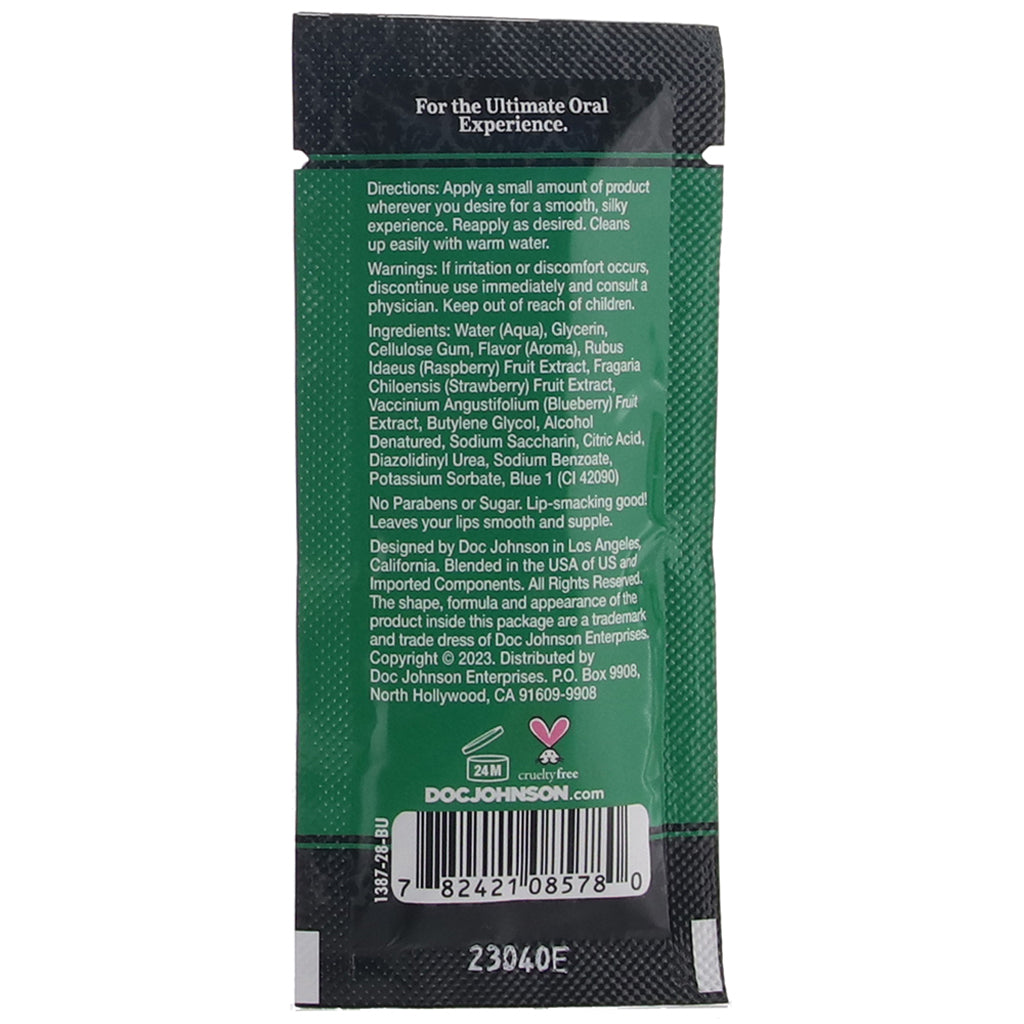 For the Ultimate Oral
Experience.
Directions: Apply a small amount of product
wherever you desire for a smooth, silky
experience. Reapply as desired. Cleans
up easily with warm water.
Warnings: If irritation or discomfort occurs,
discontinue use immediately and consult a
physician. Keep out of reach of children.
Ingredients: Water (Aqua), Glycerin,
Cellulose Gum, Flavor (Aroma), Rubus
Idaeus (Raspberry) Fruit Extract, Fragaria
Chiloensis (Strawberry) Fruit Extract,
Vaccinium Angustifolium (Blueberry) Fruit
Extract, Butylene Glycol, Alcohol
Denatured, Sodium Saccharin, Citric Acid,
Diazolidinyl Urea, Sodium Benzoate,
Potassium Sorbate, Blue 1 (CI 42090)
No Parabens or Sugar. Lip-smacking good!
Leaves your lips smooth and supple.
Designed by Doc Johnson in Los Angeles,
California. Blended in the USA of US and
Imported Components. All Rights Reserved.
The shape, formula and appearance of the
product inside this package are a trademark
and trade dress of Doc Johnson Enterprises.
Copyright © 2023. Distributed by
Doc Johnson Enterprises. P.O. Box 9908,
North Hollywood, CA 91609-9908
24M
crueltyfree
DOCJOHNSON.com
1387-28-BU
7 82421 08578 0
23040E